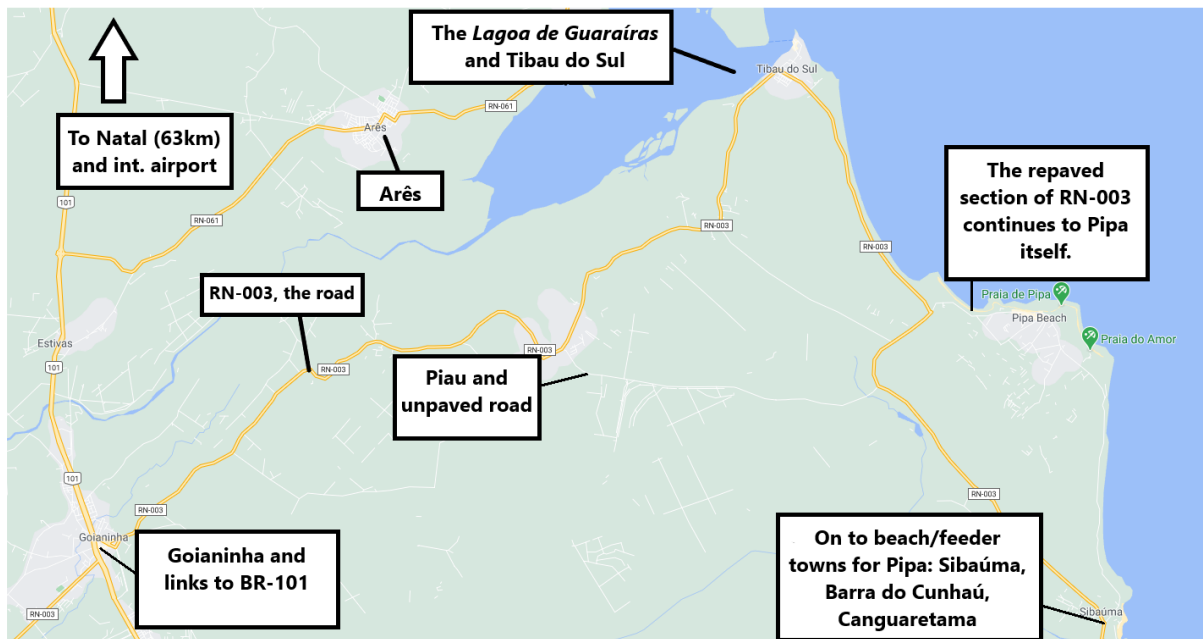 The Lagoa de Guaraíras
and Tibau do Sul
Tibau do Sul
To Natal (63km)
and int. airport
RN-061
Arês
Arês
101
RN-061
The repaved
section of RN-003
continues to Pipa
itself.
RN-003
RN-003
RN-003, the road
Praia de Pipa
Pipa Beach
Praia do Amor
Estivas
101
RN-003
RN-003
Piau and
unpaved road
101
RN-003
RN-003
Goianinha
Goianinha and
links to BR-101
On to beach/feeder
towns for Pipa: Sibaúma,
Barra do Cunhaú,
Canguaretama
RN-003
Sibaúma